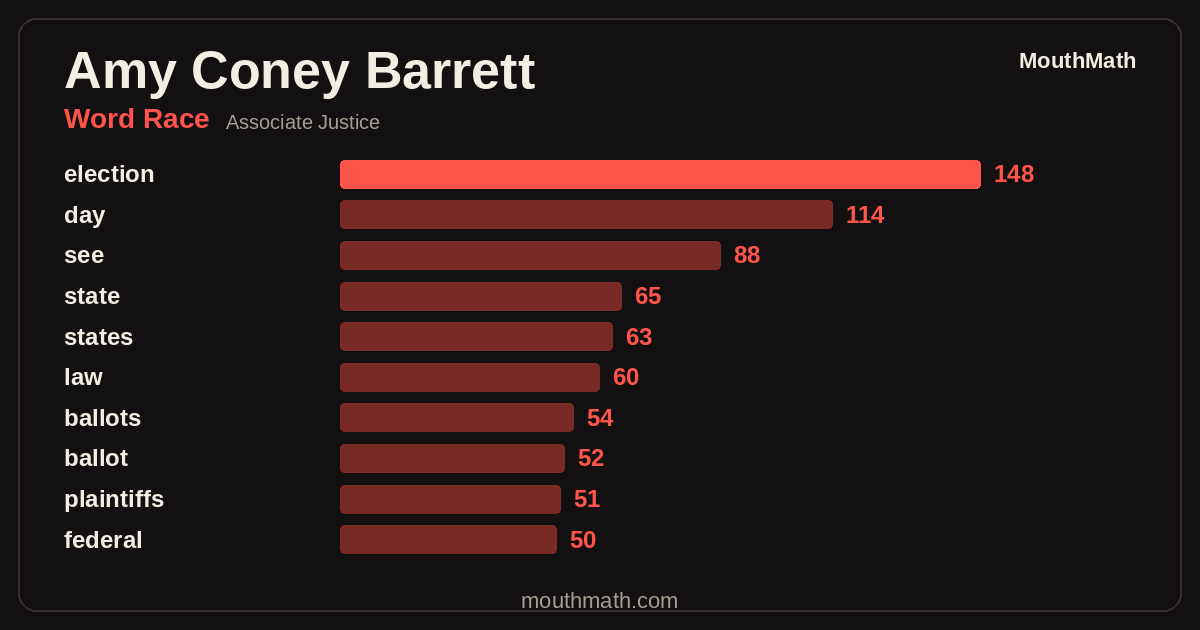 Amy Coney Barrett
MouthMath
Word Race Associate Justice
election 148
day 114
see 88
state 65
states 63
law 60
ballots 54
ballot 52
plaintiffs 51
federal 50
mouthmath.com